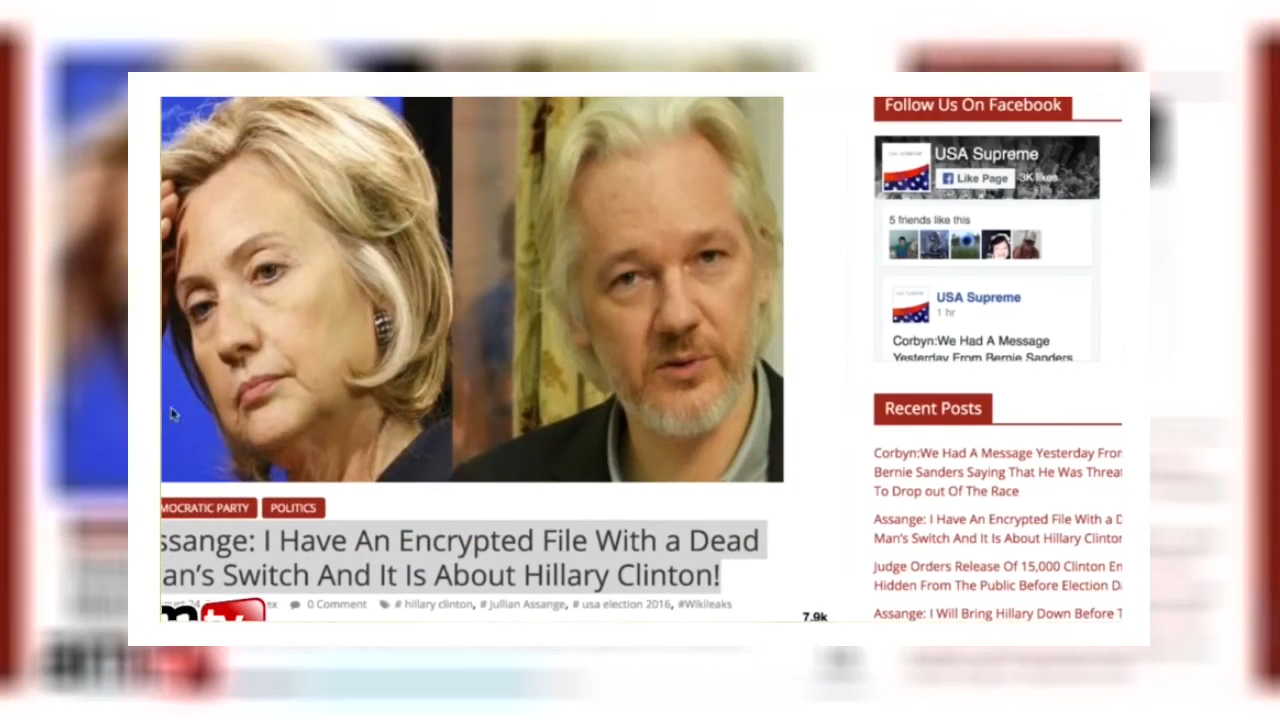 Follow Us On Facebook
USA Supreme
Like Page
3K likes
5 friends like this
USA Supreme
1 hr
Corbyn:We Had A Message
Yesterday From Bernie Sanders
Recent Posts
Corbyn:We Had A Message Yesterday From
Bernie Sanders Saying That He Was Threat
To Drop out Of The Race
Assange: I Have An Encrypted File With a D
Man's Switch And It Is About Hillary Clinton
Judge Orders Release Of 15,000 Clinton Em
Hidden From The Public Before Election Da
Assange: I Will Bring Hillary Down Before T
MOCRATIC PARTY
POLITICS
ssange: I Have An Encrypted File With a Dead
an's Switch And It Is About Hillary Clinton!
0 Comment # hillary clinton, # Jullian Assange, # usa election 2016, #Wikileaks
7.9k